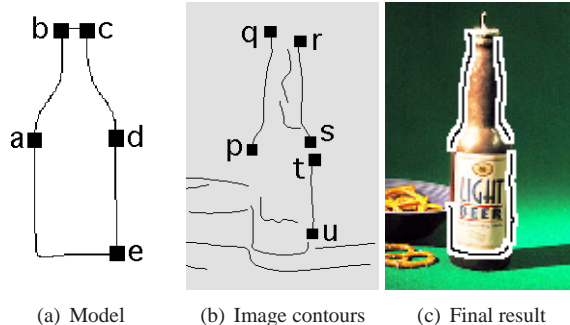 b c
a d
e
q r
p s
t
u
LIGHT
BEER
(a) Model (b) Image contours (c) Final result